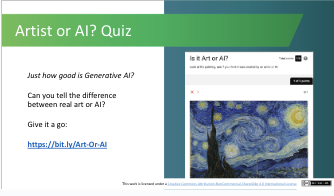 Artist or AI? Quiz
Just how good is Generative AI?
Can you tell the difference
between real art or AI?
Give it a go:
https://bit.ly/Art-Or-AI
Is it Art or AI?
This work is licensed under a Creative Commons Attribution-NonCommercial-ShareAlike 4.0 International License